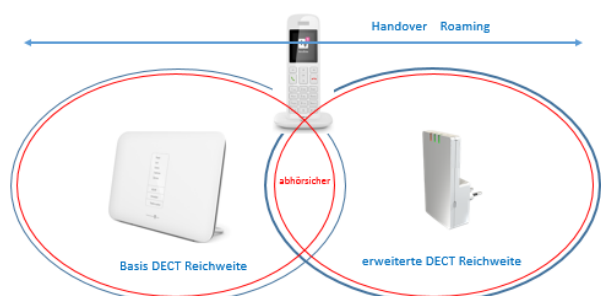 Handover Roaming
abhörsicher
Basis DECT Reichweite
erweiterte DECT Reichweite